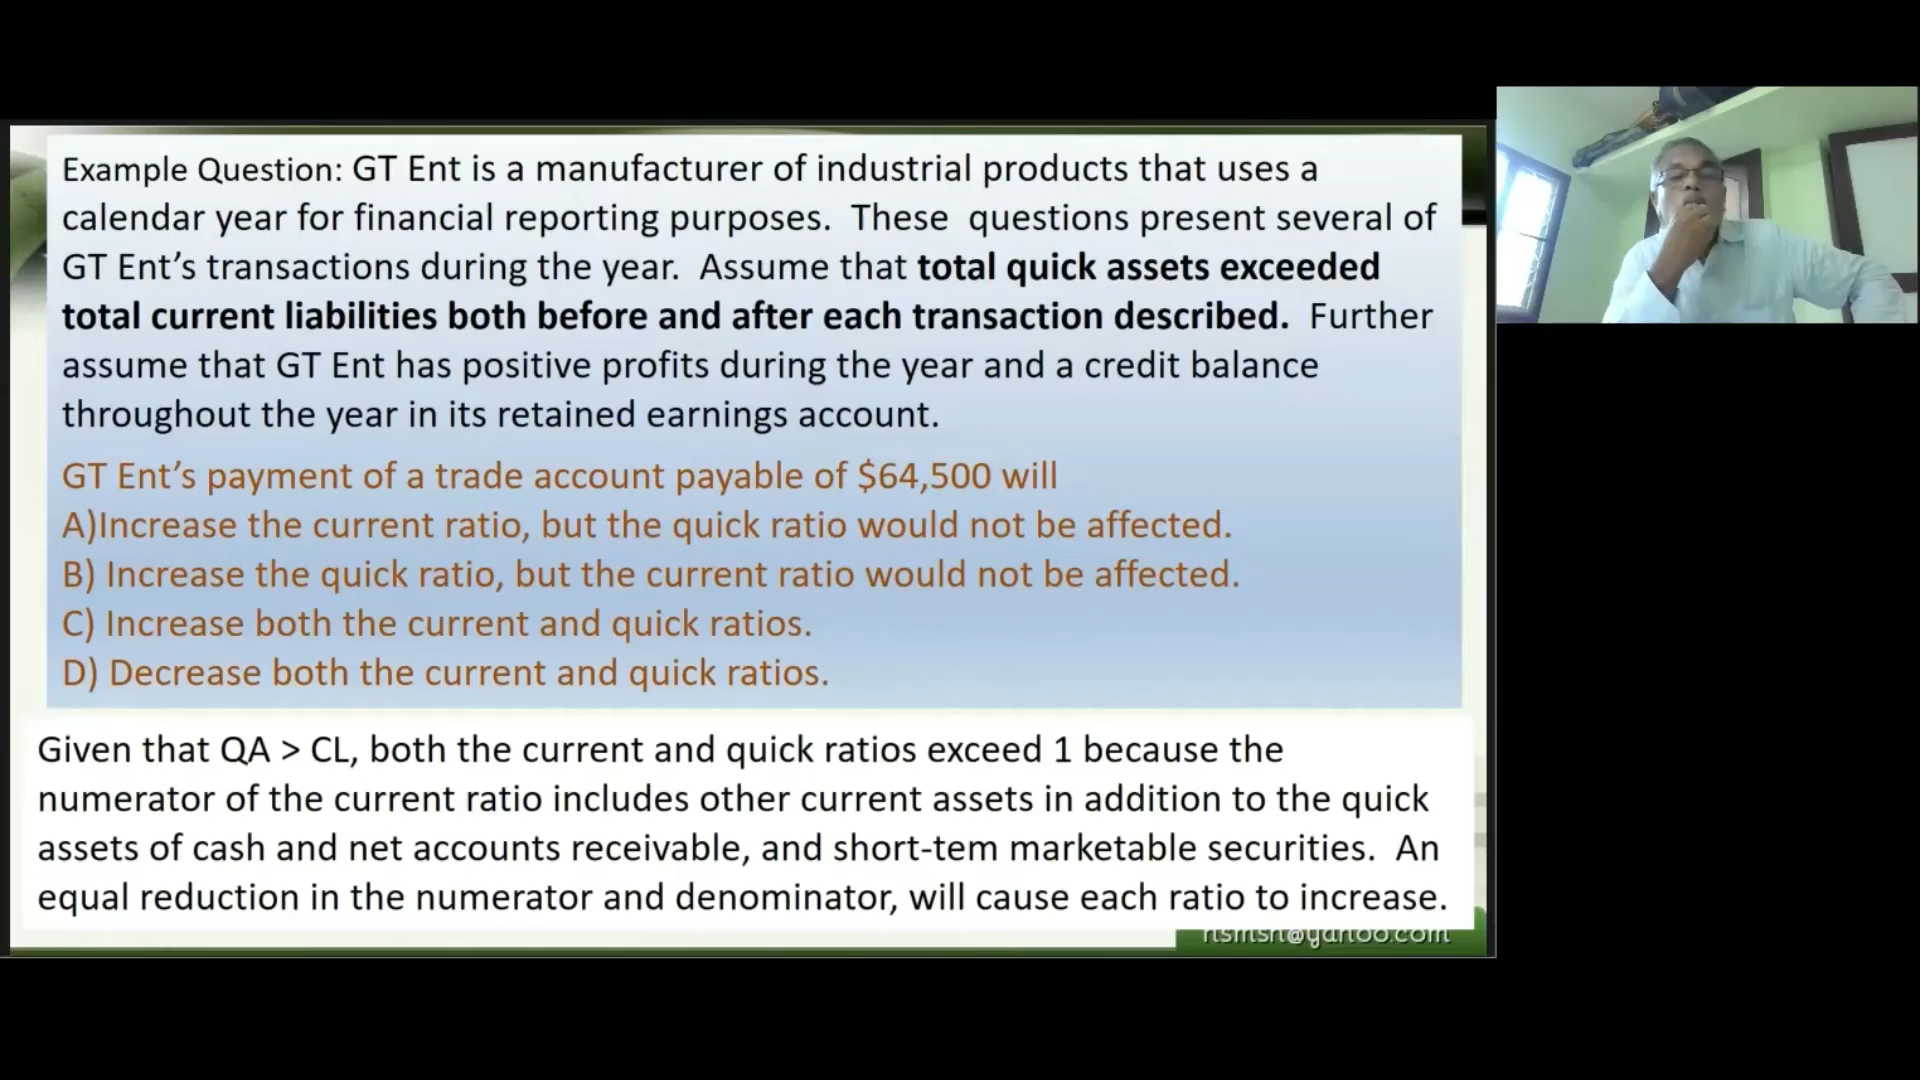 Example Question: GT Ent is a manufacturer of industrial products that uses a
calendar year for financial reporting purposes.  These  questions present several of
GT Ent’s transactions during the year.  Assume that total quick assets exceeded
total current liabilities both before and after each transaction described.  Further
assume that GT Ent has positive profits during the year and a credit balance
throughout the year in its retained earnings account.
GT Ent’s payment of a trade account payable of $64,500 will
A)Increase the current ratio, but the quick ratio would not be affected.
B) Increase the quick ratio, but the current ratio would not be affected.
C) Increase both the current and quick ratios.
D) Decrease both the current and quick ratios.
Given that QA > CL, both the current and quick ratios exceed 1 because the
numerator of the current ratio includes other current assets in addition to the quick
assets of cash and net accounts receivable, and short-tem marketable securities.  An
equal reduction in the numerator and denominator, will cause each ratio to increase.